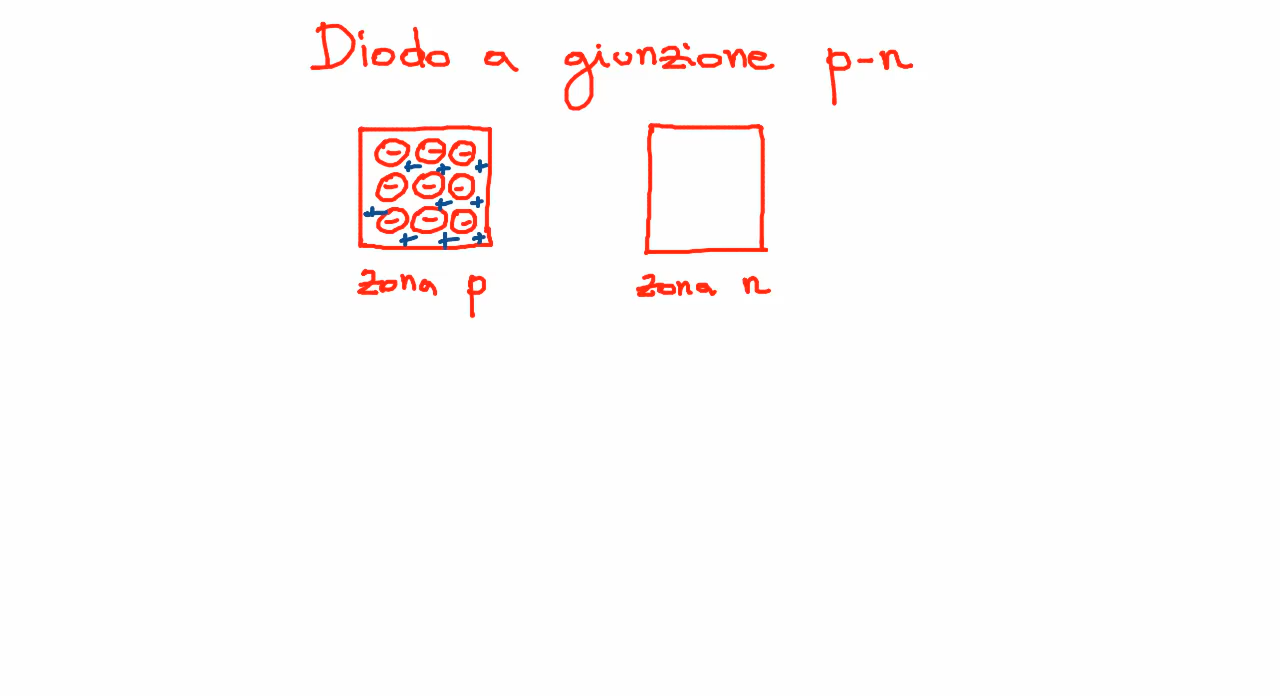 Diodo a giunzione p-n
- - -
+ + +
- - -
+ +
- - -
+
+ + +
zona p
zona n